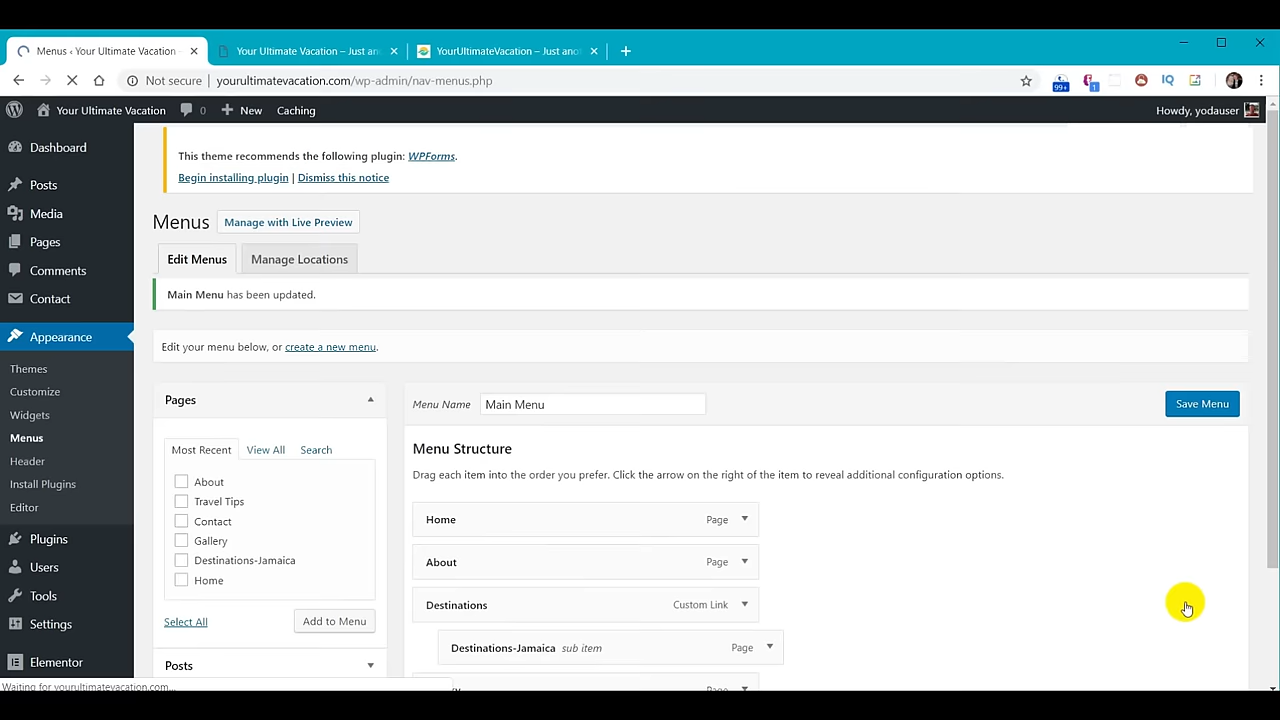 Menus ‹ Your Ultimate Vacation
Your Ultimate Vacation – Just an
YourUltimateVacation – Just ano
Not secure | yourultimatevacation.com/wp-admin/nav-menus.php
99+
1
IQ
Your Ultimate Vacation
0
New
Caching
Howdy, yodauser
Dashboard
Posts
Media
Pages
Comments
Contact
Appearance
Themes
Customize
Widgets
Menus
Header
Install Plugins
Editor
Plugins
Users
Tools
Settings
Elementor
This theme recommends the following plugin: WPForms.
Begin installing plugin | Dismiss this notice
Menus
Manage with Live Preview
Edit Menus
Manage Locations
Main Menu has been updated.
Edit your menu below, or create a new menu.
Pages
Most Recent
View All
Search
About
Travel Tips
Contact
Gallery
Destinations-Jamaica
Home
Select All
Add to Menu
Posts
Menu Name
Main Menu
Save Menu
Menu Structure
Drag each item into the order you prefer. Click the arrow on the right of the item to reveal additional configuration options.
Home
Page
About
Page
Destinations
Custom Link
Destinations-Jamaica sub item
Page
Page
Waiting for yourultimatevacation.com...